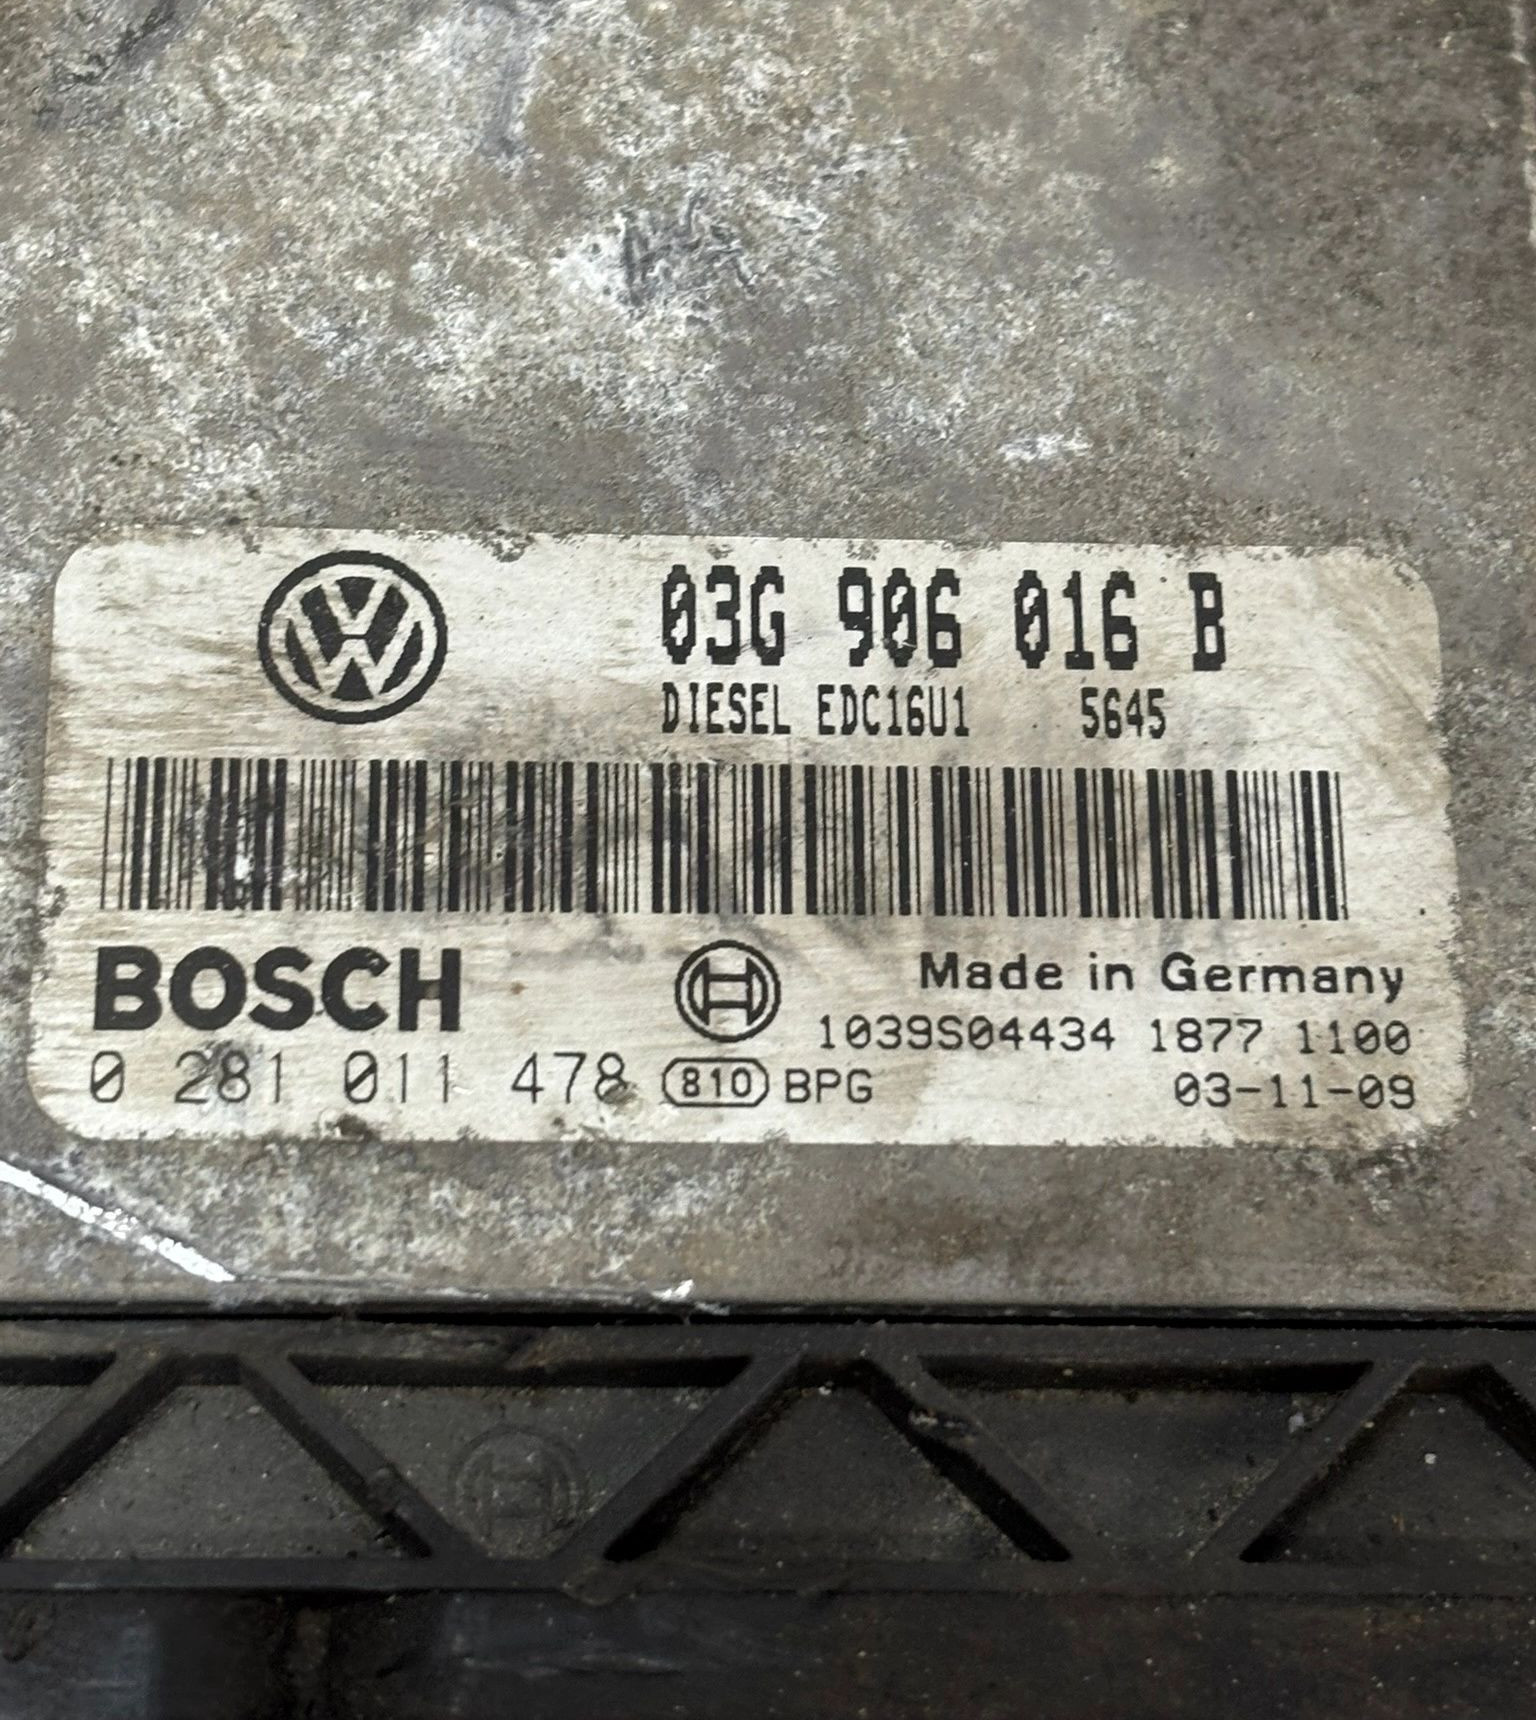 03G 906 016 B
DIESEL EDC16U1 5645
BOSCH
Made in Germany
1039S04434 1877 1100
0 281 011 478 810 BPG 03-11-09